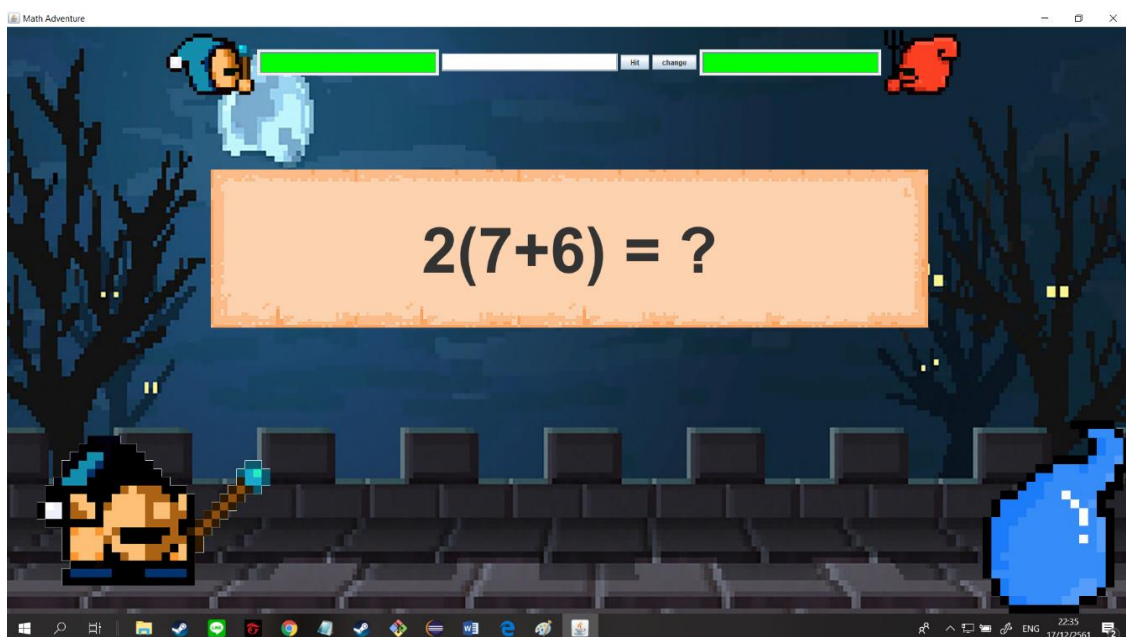 Math Adventure
Hit change
2(7+6) = ?
ENG
22:35
17/12/2561